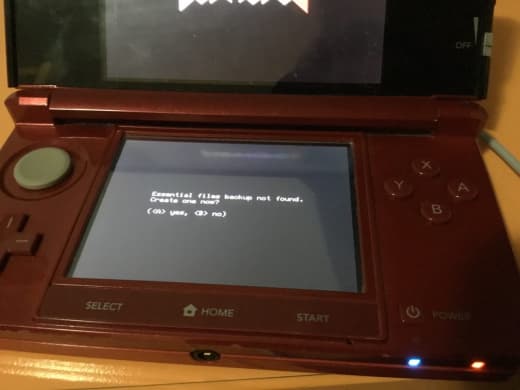 OFF
Essential files backup not found.
Create one now?
(<A> yes, <B> no)
X
Y
A
B
SELECT
HOME
START
POWER